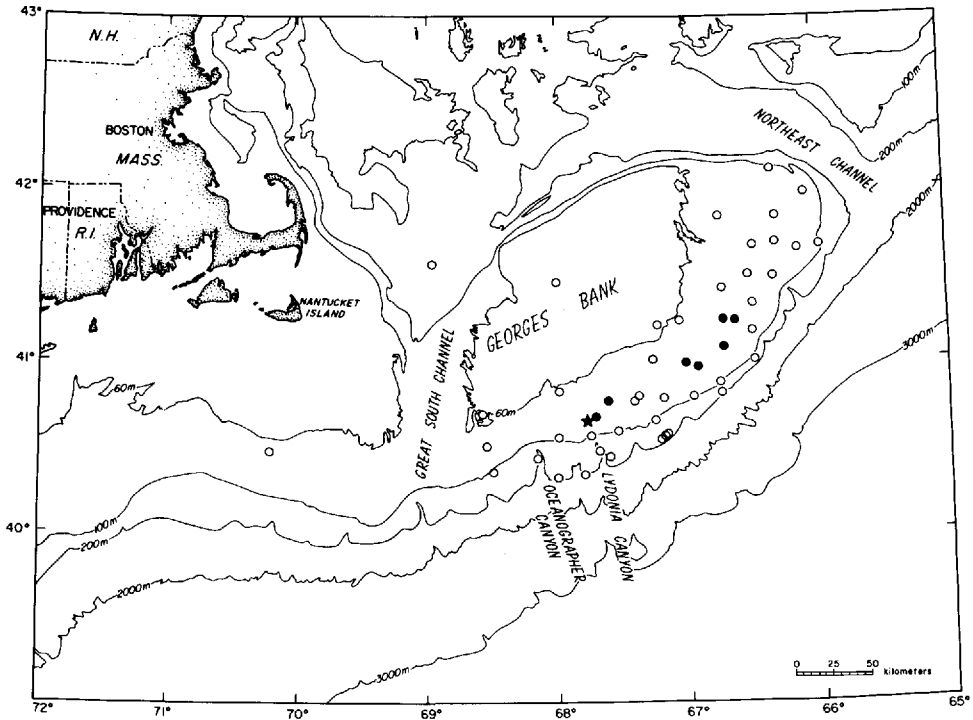 43°
N.H.
BOSTON
MASS.
42°
PROVIDENCE
R.I.
NANTUCKET
ISLAND
41°
60m
40°
100m
200m
2000m
3000m
GREAT SOUTH CHANNEL
GEORGES BANK
60m
OCEANOGRAPHER
CANYON
LYDONIA
CANYON
NORTHEAST CHANNEL
100m
200m
2000m
3000m
0 25 50
kilometers
72° 71° 70° 69° 68° 67° 66° 65°